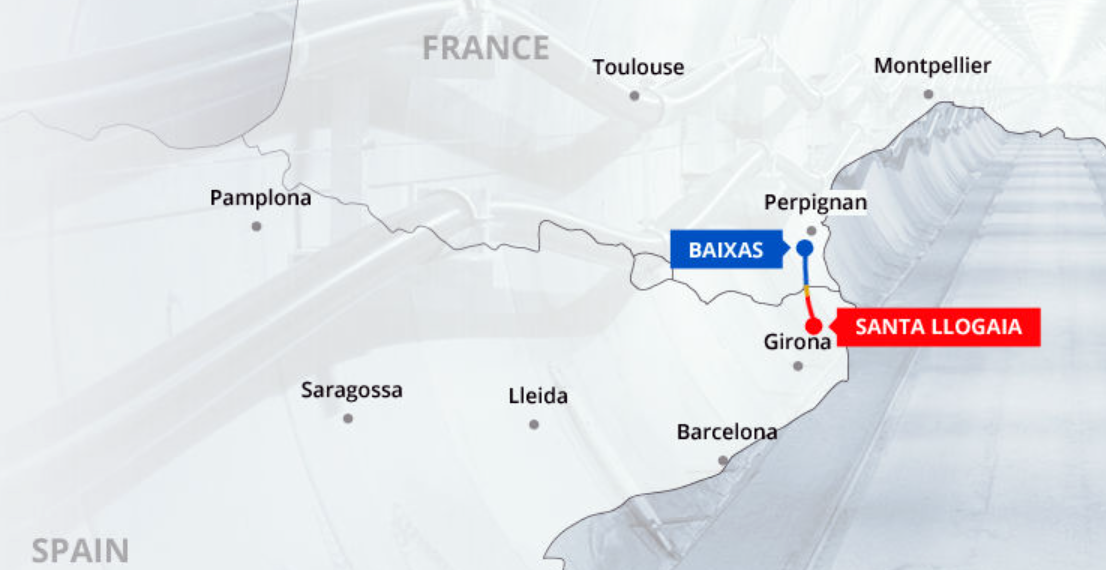 FRANCE
Toulouse
Montpellier
Pamplona
Perpignan
BAIXAS
SANTA LLOGAIA
Girona
Saragossa
Lleida
Barcelona
SPAIN